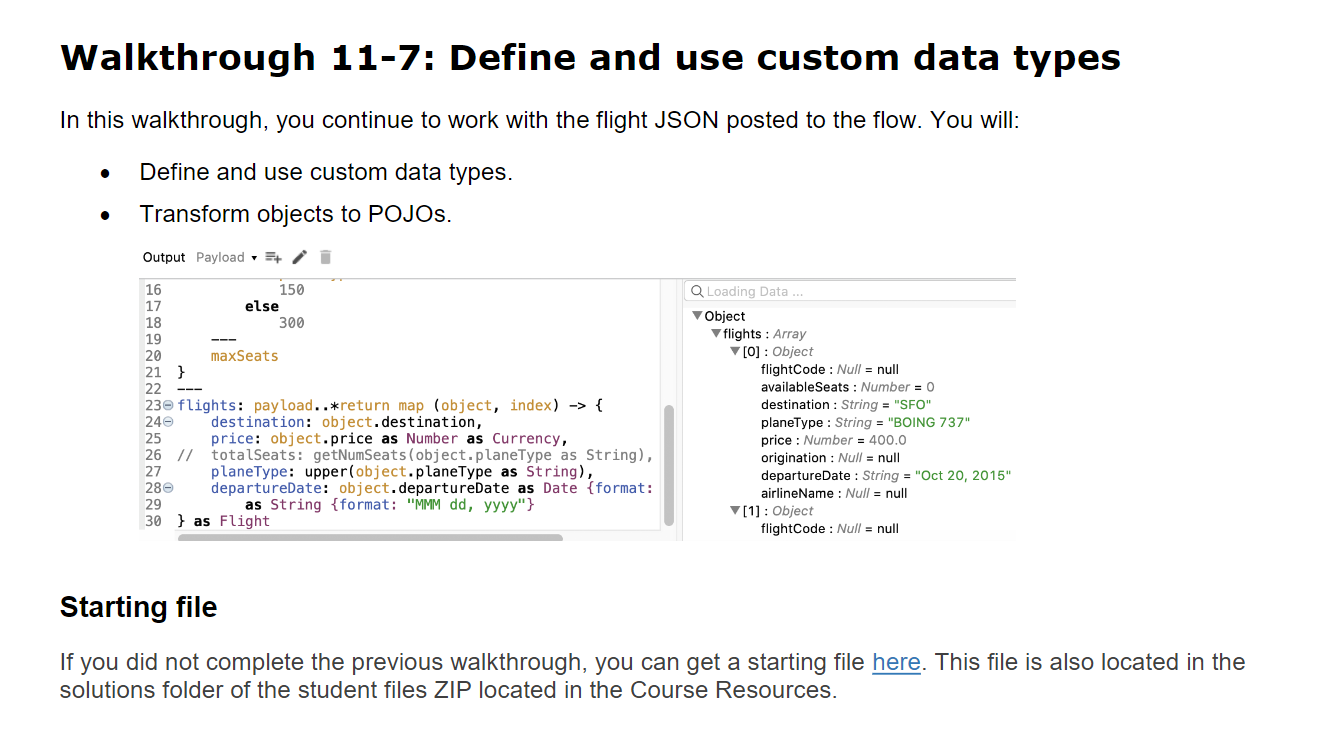 Walkthrough 11-7: Define and use custom data types
In this walkthrough, you continue to work with the flight JSON posted to the flow. You will:
• Define and use custom data types.
• Transform objects to POJOs.
Output Payload
16 150
17 else
18 300
19 ---
20 maxSeats
21 }
22 ---
23 flights: payload..*return map (object, index) -> {
24 destination: object.destination,
25 price: object.price as Number as Currency,
26 // totalSeats: getNumSeats(object.planeType as String),
27 planeType: upper(object.planeType as String),
28 departureDate: object.departureDate as Date {format:
29 as String {format: "MMM dd, yyyy"}
30 } as Flight
Loading Data ...
Object
flights : Array
[0] : Object
flightCode : Null = null
availableSeats : Number = 0
destination : String = "SFO"
planeType : String = "BOING 737"
price : Number = 400.0
origination : Null = null
departureDate : String = "Oct 20, 2015"
airlineName : Null = null
[1] : Object
flightCode : Null = null
Starting file
If you did not complete the previous walkthrough, you can get a starting file here. This file is also located in the
solutions folder of the student files ZIP located in the Course Resources.